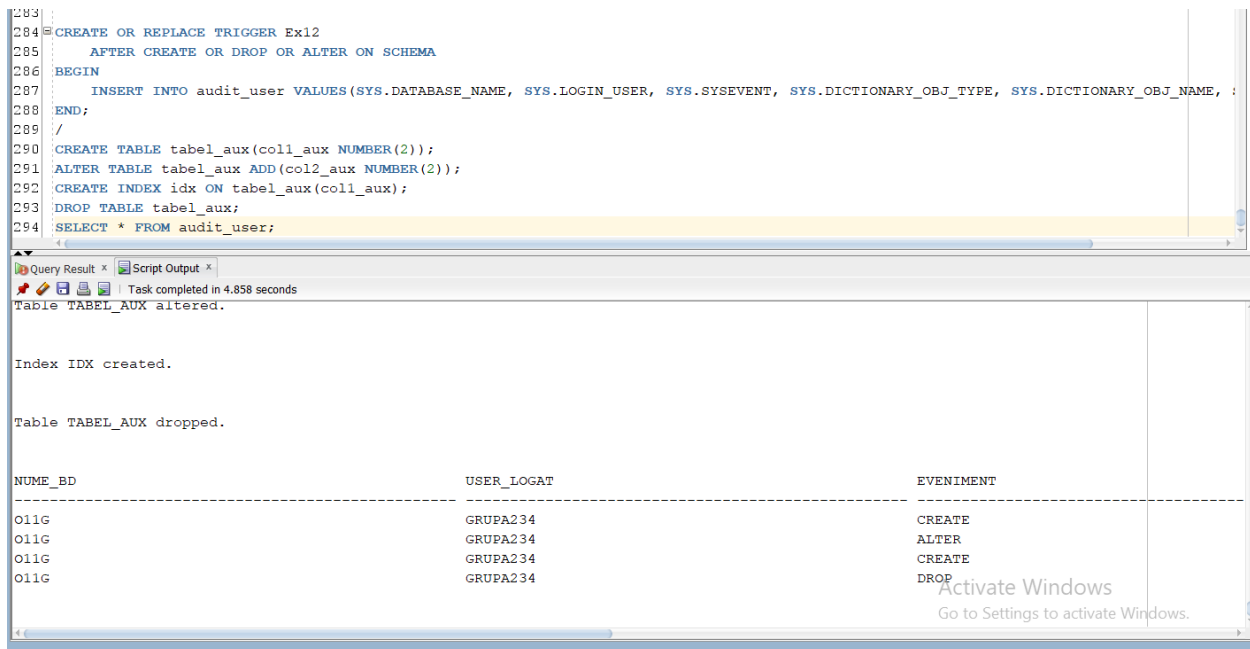 283
284 CREATE OR REPLACE TRIGGER Ex12
285 AFTER CREATE OR DROP OR ALTER ON SCHEMA
286 BEGIN
287 INSERT INTO audit_user VALUES(SYS.DATABASE_NAME, SYS.LOGIN_USER, SYS.SYSEVENT, SYS.DICTIONARY_OBJ_TYPE, SYS.DICTIONARY_OBJ_NAME,
288 END;
289 /
290 CREATE TABLE tabel_aux(col1_aux NUMBER(2));
291 ALTER TABLE tabel_aux ADD(col2_aux NUMBER(2));
292 CREATE INDEX idx ON tabel_aux(col1_aux);
293 DROP TABLE tabel_aux;
294 SELECT * FROM audit_user;
Query Result x Script Output x
Task completed in 4.858 seconds
Table TABEL_AUX altered.
Index IDX created.
Table TABEL_AUX dropped.
NUME_BD USER_LOGAT EVENIMENT
O11G GRUPA234 CREATE
O11G GRUPA234 ALTER
O11G GRUPA234 CREATE
O11G GRUPA234 DROP
Activate Windows
Go to Settings to activate Windows.